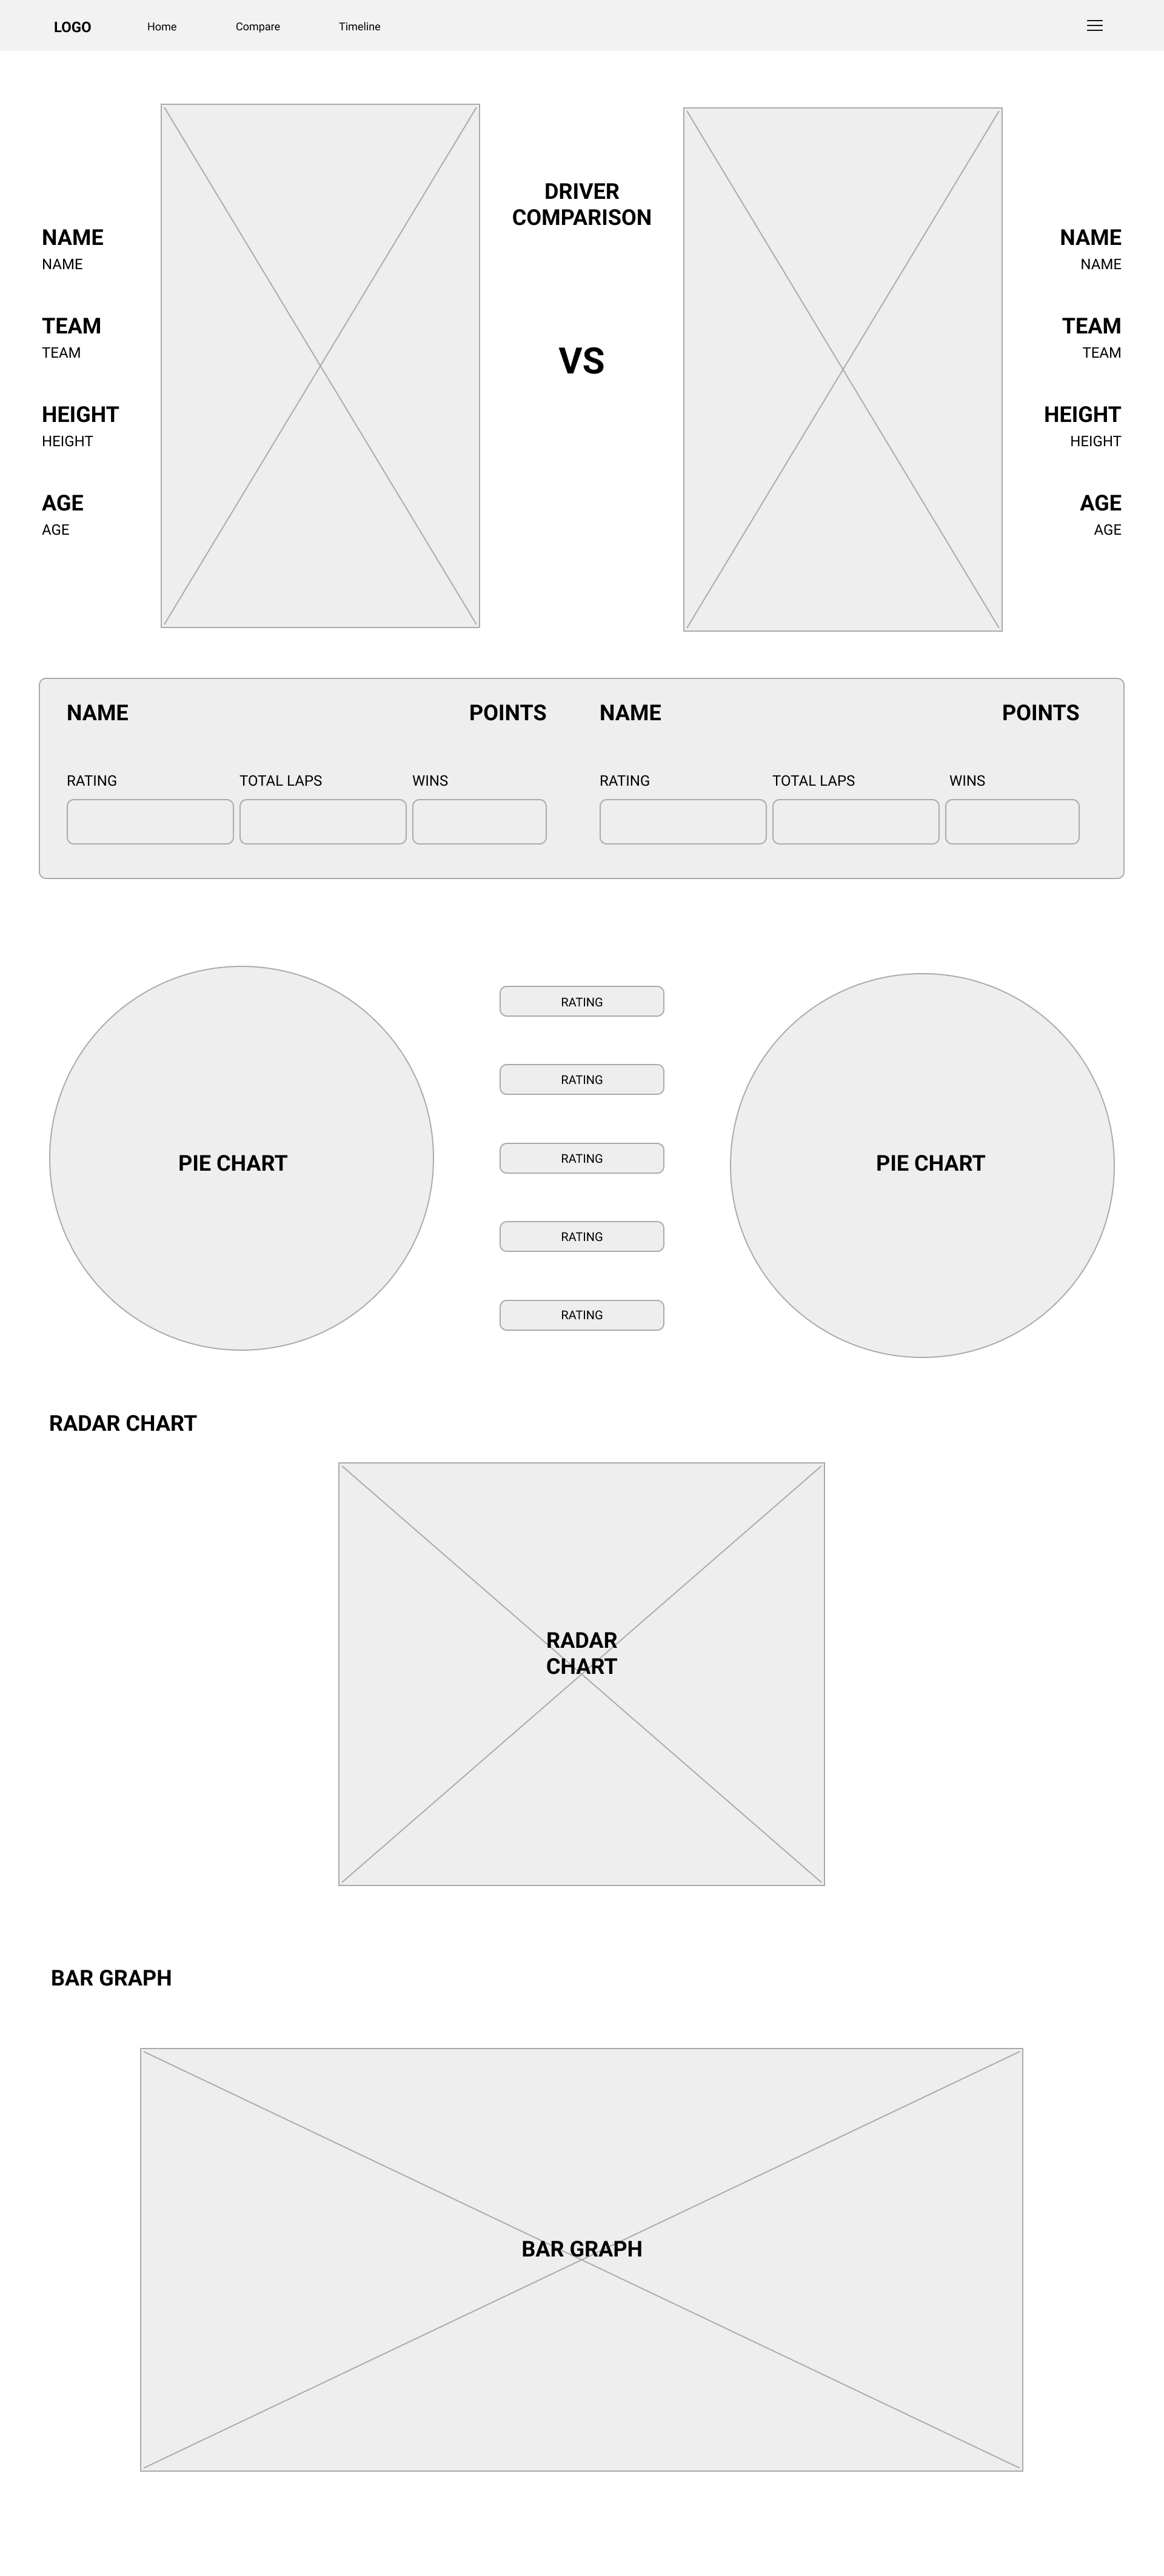 LOGO
Home
Compare
Timeline
DRIVER
COMPARISON
VS
NAME
NAME
TEAM
TEAM
HEIGHT
HEIGHT
AGE
AGE
NAME
NAME
TEAM
TEAM
HEIGHT
HEIGHT
AGE
AGE
NAME
POINTS
RATING
TOTAL LAPS
WINS
NAME
POINTS
RATING
TOTAL LAPS
WINS
PIE CHART
RATING
RATING
RATING
RATING
RATING
PIE CHART
RADAR CHART
RADAR
CHART
BAR GRAPH
BAR GRAPH